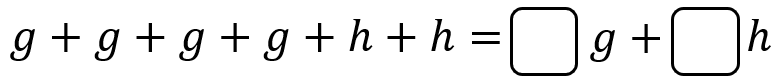 g + g + g + g + h + h = □ g + □ h